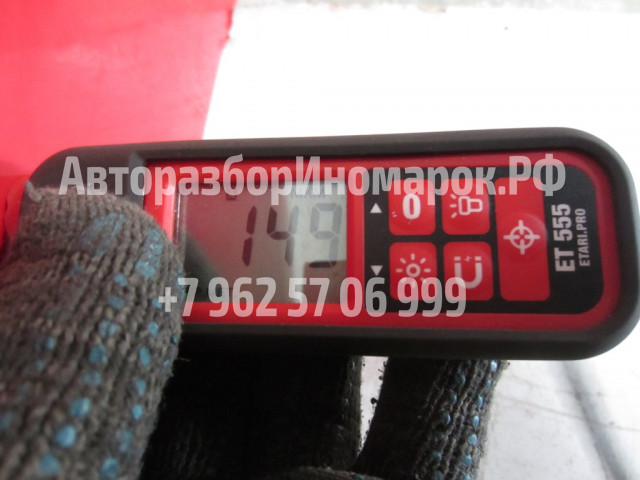 АвторазборИномарок.РФ
149
0
ET 555
ETARI.PRO
+7 962 57 06 999